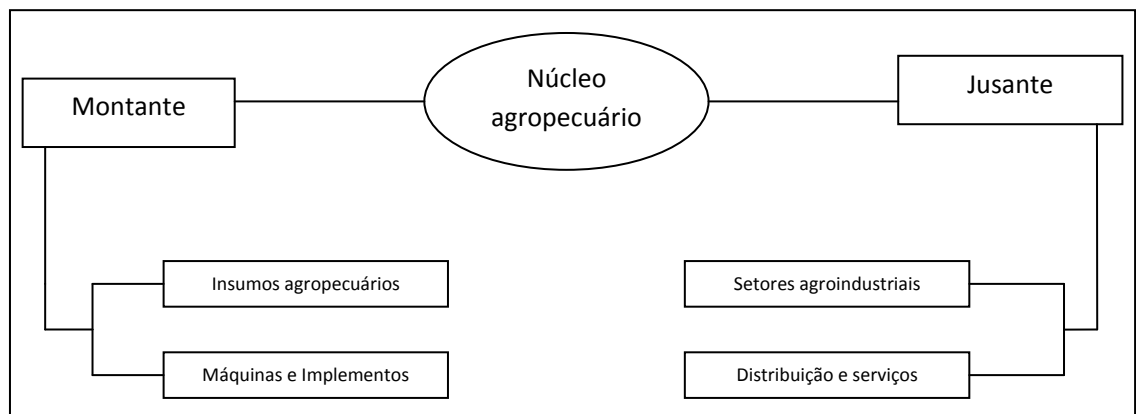 Núcleo
agropecuário
Montante
Jusante
Insumos agropecuários
Setores agroindustriais
Máquinas e Implementos
Distribuição e serviços